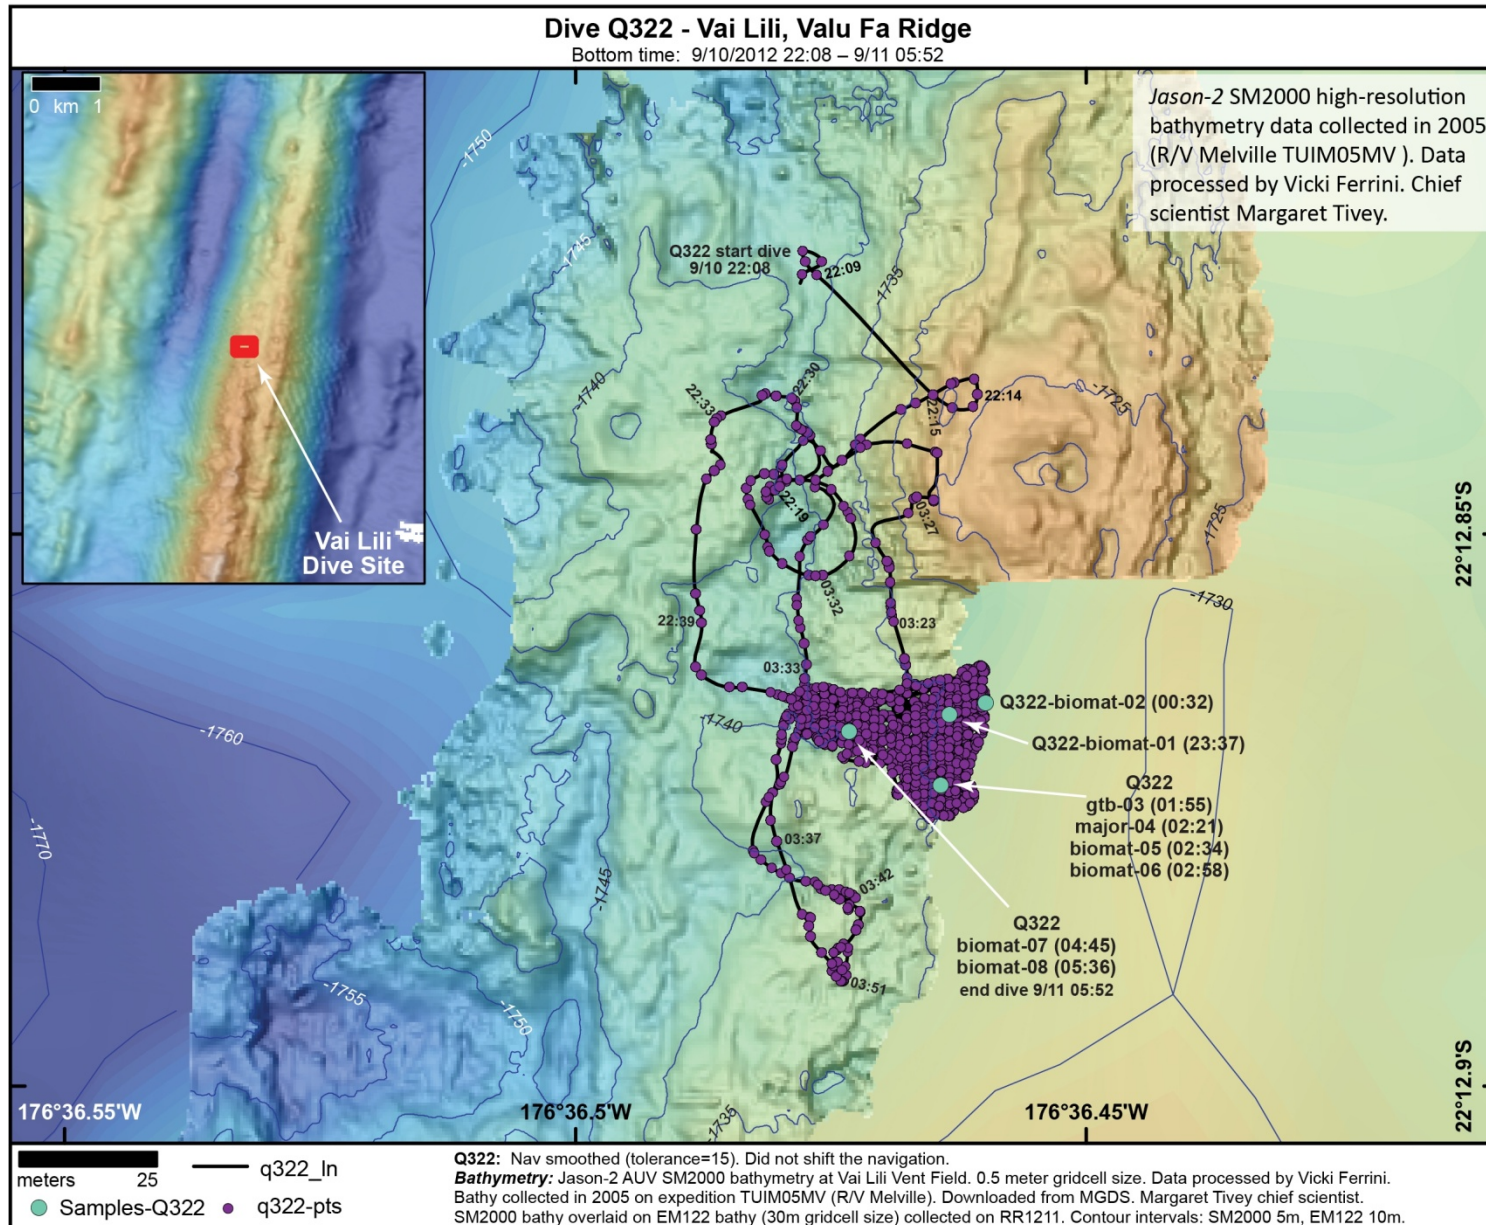 Dive Q322 - Vai Lili, Valu Fa Ridge
Bottom time: 9/10/2012 22:08 – 9/11 05:52
0 km 1
Vai Lili
Dive Site
Jason-2 SM2000 high-resolution
bathymetry data collected in 2005
(R/V Melville TUIM05MV ). Data
processed by Vicki Ferrini. Chief
scientist Margaret Tivey.
-1750
-1745
Q322 start dive
9/10 22:08
22:09
-1735
-1740
22:30
22:33
22:14
22:15
-1725
22:19
03:27
-1725
22°12.85'S
03:32
-1730
22:39
03:23
03:33
Q322-biomat-02 (00:32)
-1740
-1760
Q322-biomat-01 (23:37)
Q322
gtb-03 (01:55)
major-04 (02:21)
biomat-05 (02:34)
biomat-06 (02:58)
-1770
03:37
03:42
-1745
Q322
biomat-07 (04:45)
biomat-08 (05:36)
end dive 9/11 05:52
03:51
-1755
-1750
-1735
22°12.9'S
176°36.55'W
176°36.5'W
176°36.45'W
meters 25
q322_ln
Samples-Q322
q322-pts
Q322: Nav smoothed (tolerance=15). Did not shift the navigation.
Bathymetry: Jason-2 AUV SM2000 bathymetry at Vai Lili Vent Field. 0.5 meter gridcell size. Data processed by Vicki Ferrini.
Bathy collected in 2005 on expedition TUIM05MV (R/V Melville). Downloaded from MGDS. Margaret Tivey chief scientist.
SM2000 bathy overlaid on EM122 bathy (30m gridcell size) collected on RR1211. Contour intervals: SM2000 5m, EM122 10m.